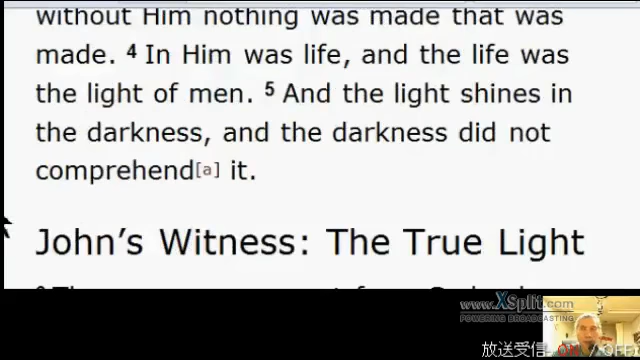 without Him nothing was made that was
made. 4 In Him was life, and the life was
the light of men. 5 And the light shines in
the darkness, and the darkness did not
comprehend[a] it.
John’s Witness: The True Light
www.XSplit.com
POWERING BROADCASTING
放送受信 ON / OFF